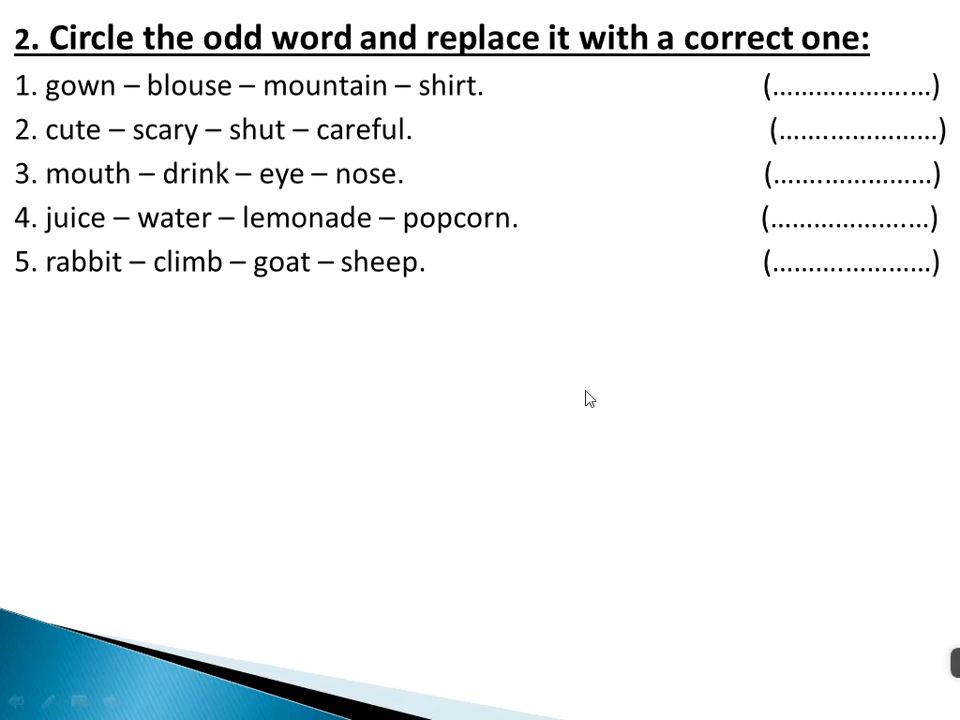 2. Circle the odd word and replace it with a correct one:
1. gown – blouse – mountain – shirt. (……………………)
2. cute – scary – shut – careful. (……………………)
3. mouth – drink – eye – nose. (……………………)
4. juice – water – lemonade – popcorn. (……………………)
5. rabbit – climb – goat – sheep. (……………………)